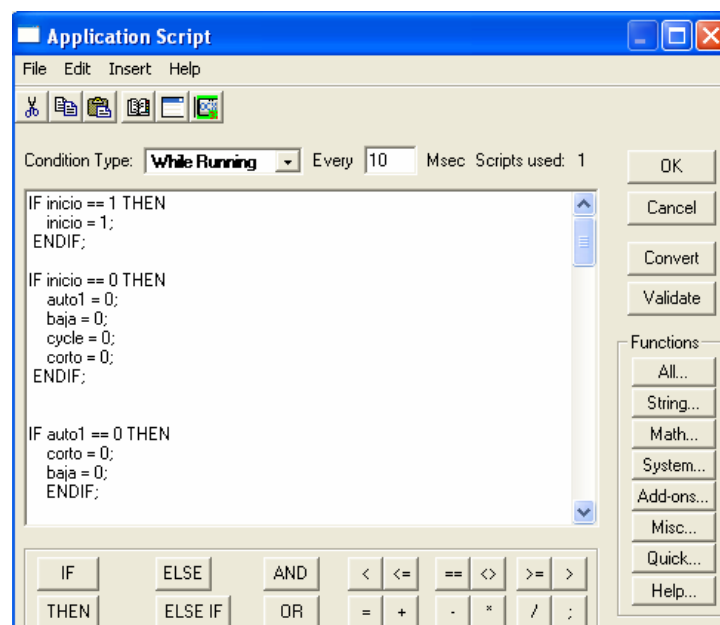 Application Script
File Edit Insert Help
Condition Type: While Running Every 10 Msec Scripts used: 1
OK
Cancel
Convert
Validate
IF inicio == 1 THEN
inicio = 1;
ENDIF;
IF inicio == 0 THEN
auto1 = 0;
baja = 0;
cycle = 0;
corto = 0;
ENDIF;
IF auto1 == 0 THEN
corto = 0;
baja = 0;
ENDIF;
Functions
All...
String...
Math...
System...
Add-ons...
Misc...
Quick...
Help...
IF ELSE AND < <= == <> >= >
THEN ELSE IF OR = + - * / ;